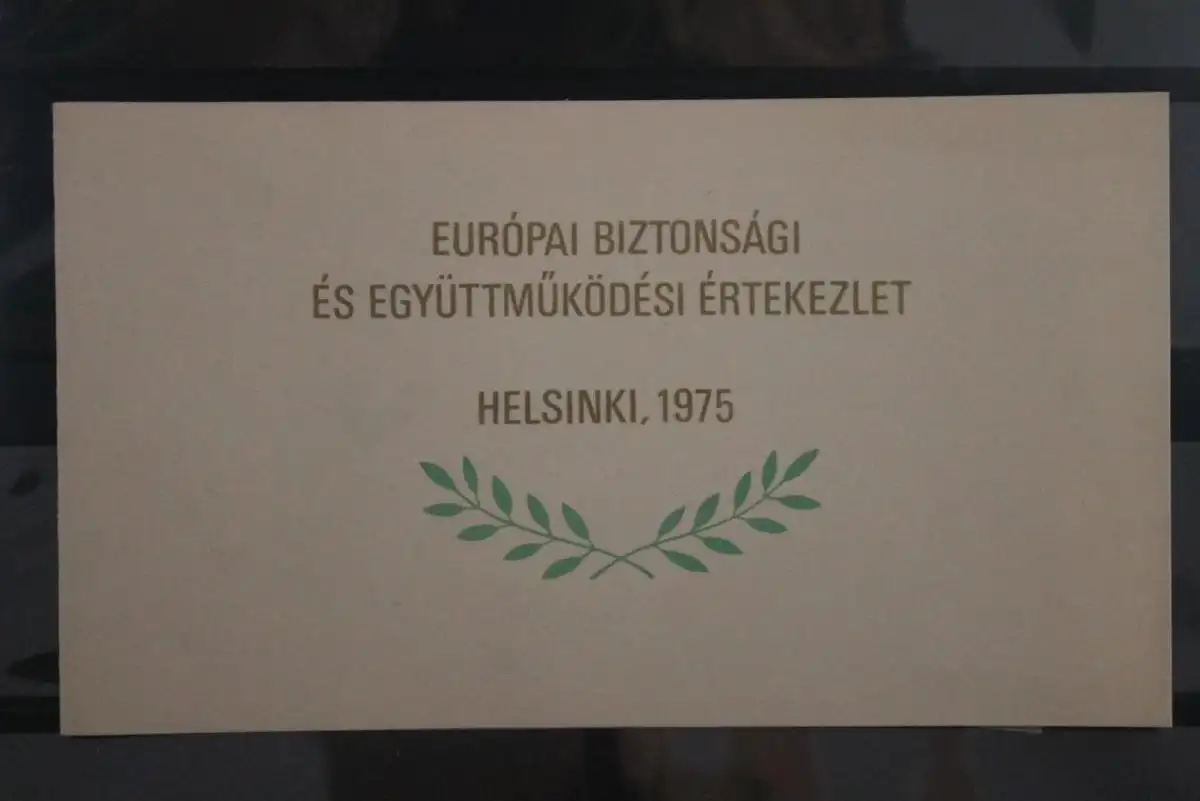 EURÓPAI BIZTONSÁGI
ÉS EGYÜTTMŰKÖDÉSI ÉRTEKEZLET
HELSINKI, 1975